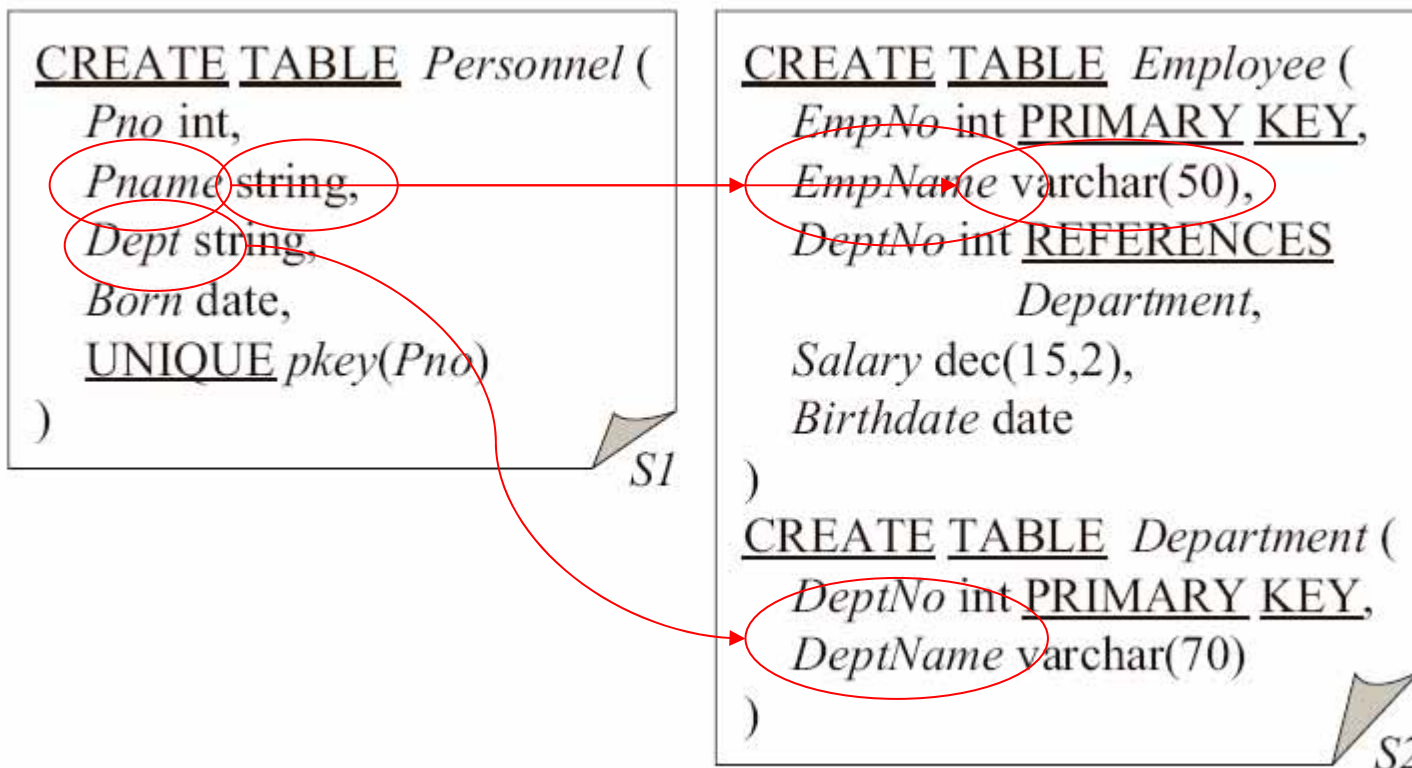 CREATE TABLE Personnel (
Pno int,
Pname string,
Dept string,
Born date,
UNIQUE pkey(Pno)
)
S1
CREATE TABLE Employee (
EmpNo int PRIMARY KEY,
EmpName varchar(50),
DeptNo int REFERENCES
Department,
Salary dec(15,2),
Birthdate date
)
CREATE TABLE Department (
DeptNo int PRIMARY KEY,
DeptName varchar(70)
)
S2